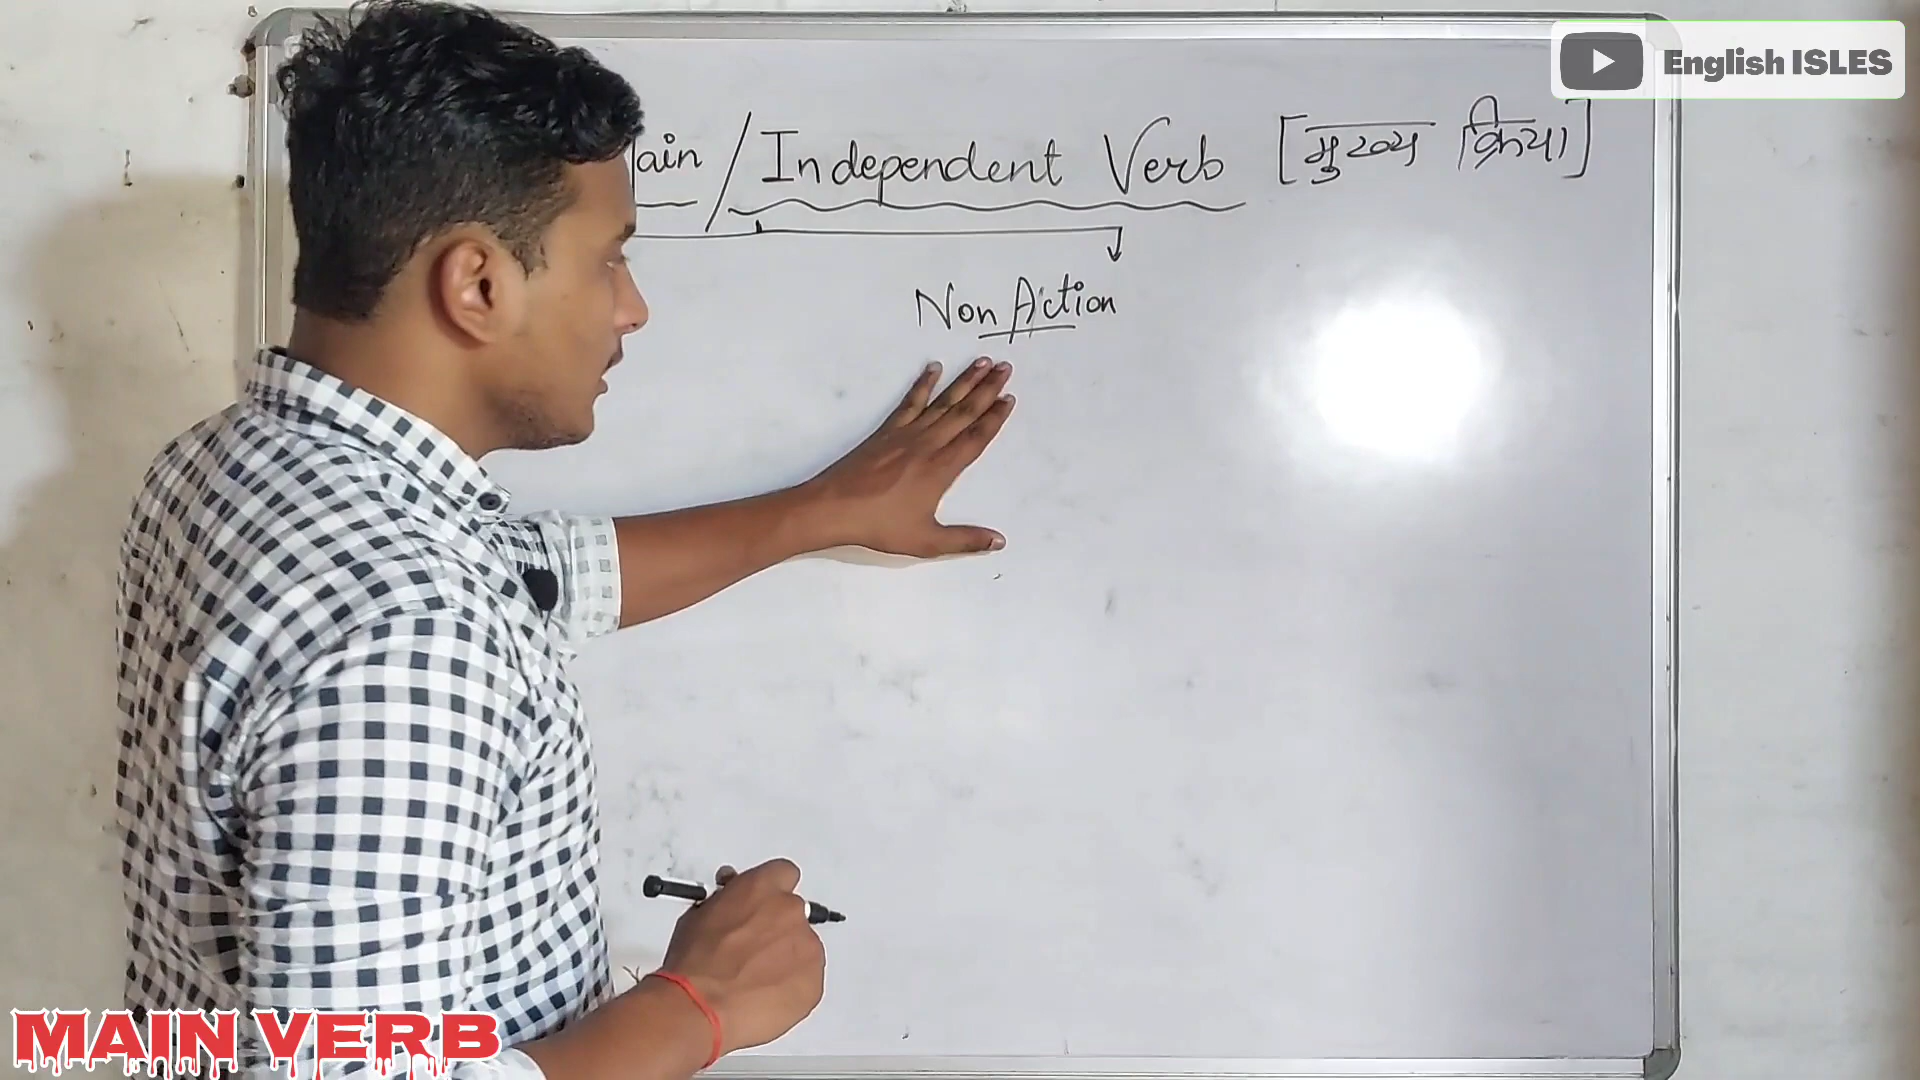 English ISLES
ain / Independent Verb [मुख्य क्रिया]
Non Action
MAIN VERB